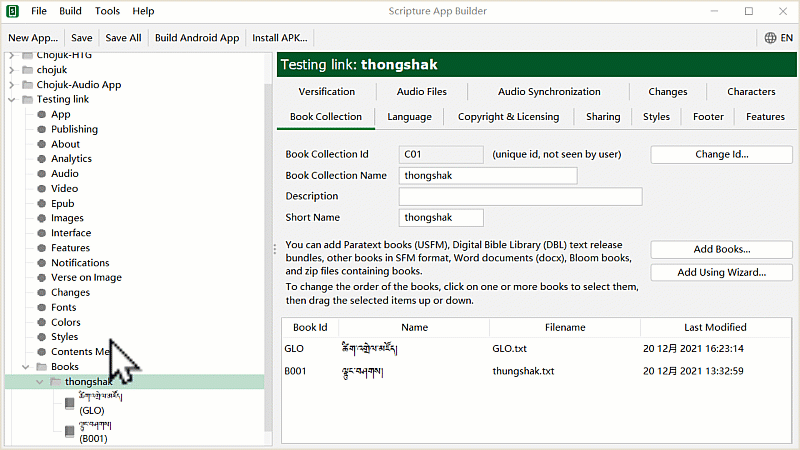 Scripture App Builder
File Build Tools Help
New App... Save Save All Build Android App Install APK... EN
Chojuk-HTG
chojuk
Chojuk-Audio App
Testing link
App
Publishing
About
Analytics
Audio
Video
Epub
Images
Interface
Features
Notifications
Verse on Image
Changes
Fonts
Colors
Styles
Contents Me
Books
thongshak
ཚིག་འགྲེལ་མཛོད།
(GLO)
ལྟུང་བཤགས།
(B001)
Testing link: thongshak
Versification Audio Files Audio Synchronization Changes Characters
Book Collection Language Copyright & Licensing Sharing Styles Footer Features
Book Collection Id C01 (unique id, not seen by user) Change Id...
Book Collection Name thongshak
Description
Short Name thongshak
You can add Paratext books (USFM), Digital Bible Library (DBL) text release
bundles, other books in SFM format, Word documents (docx), Bloom books,
and zip files containing books.
Add Books...
Add Using Wizard...
To change the order of the books, click on one or more books to select them,
then drag the selected items up or down.
Book Id Name Filename Last Modified
GLO ཚིག་འགྲེལ་མཛོད། GLO.txt 20 12月 2021 16:23:14
B001 ལྟུང་བཤགས། thungshak.txt 20 12月 2021 13:32:59